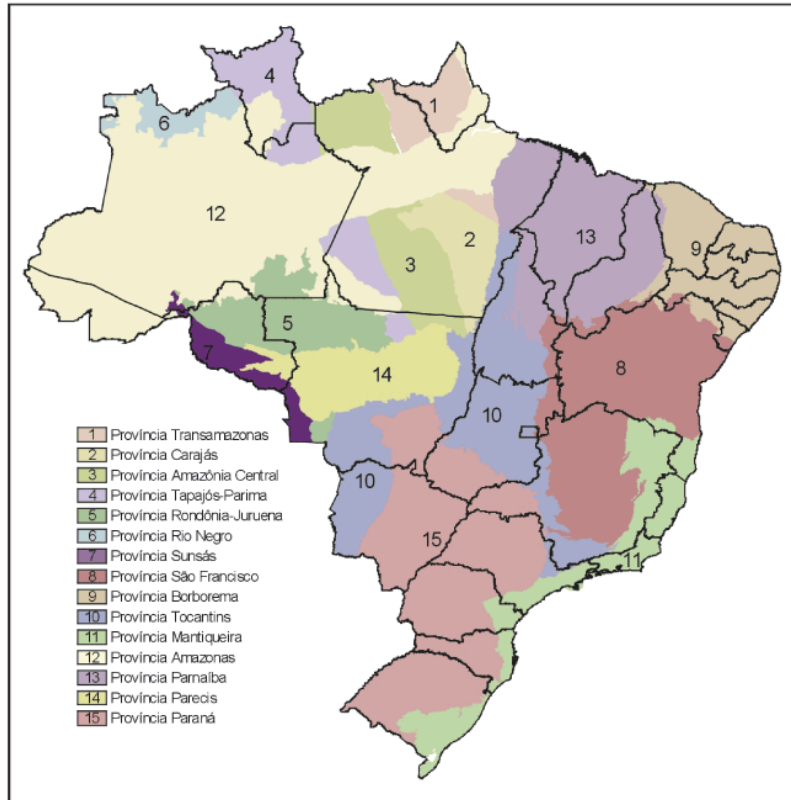 4
1
6
12
2
13
9
3
5
7
14
8
10
10
15
11
1 Província Transamazonas
2 Província Carajás
3 Província Amazônia Central
4 Província Tapajós-Parima
5 Província Rondônia-Juruena
6 Província Rio Negro
7 Província Sunsás
8 Província São Francisco
9 Província Borborema
10 Província Tocantins
11 Província Mantiqueira
12 Província Amazonas
13 Província Parnaíba
14 Província Parecis
15 Província Paraná